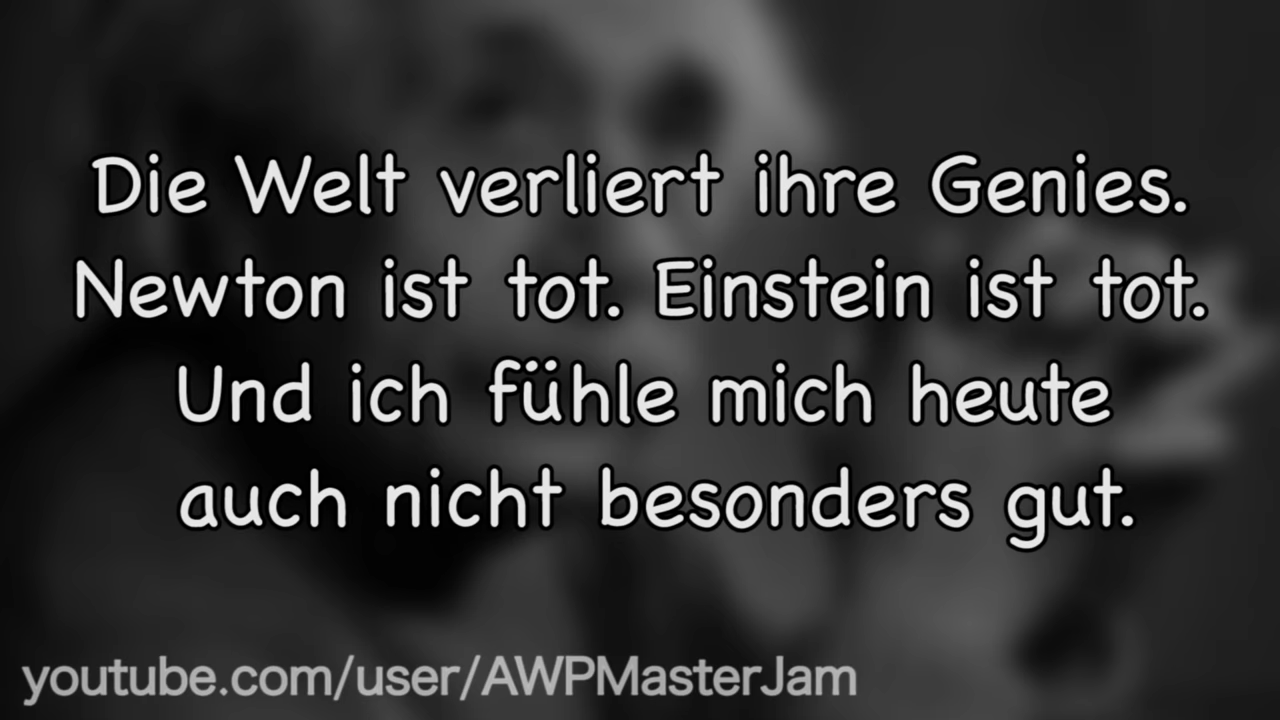 Die Welt verliert ihre Genies.
Newton ist tot. Einstein ist tot.
Und ich fühle mich heute
auch nicht besonders gut.
youtube.com/user/AWPMasterJam